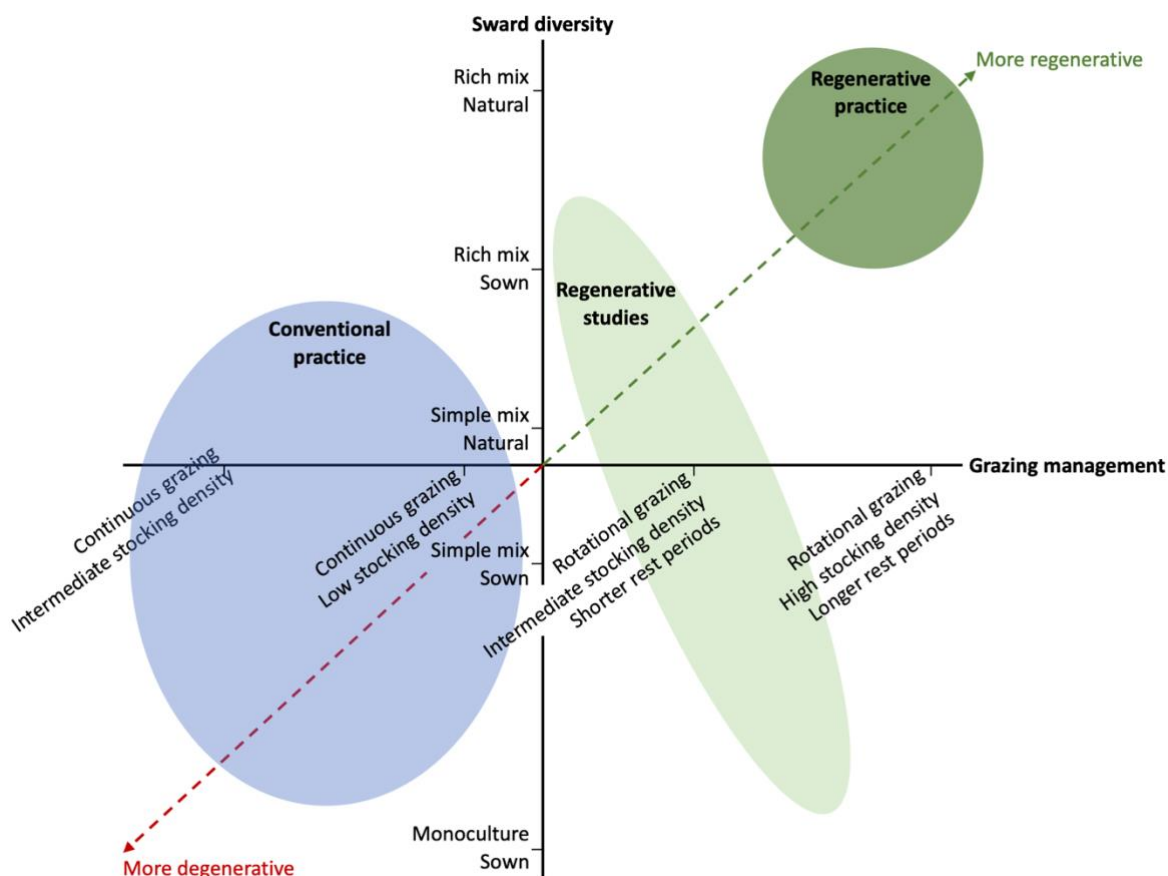 Sward diversity
More regenerative
Rich mix
Natural
Regenerative
practice
Rich mix
Sown
Regenerative
studies
Conventional
practice
Simple mix
Natural
Grazing management
Continuous grazing
Intermediate stocking density
Continuous grazing
Low stocking density
Simple mix
Sown
Rotational grazing
Intermediate stocking density
Shorter rest periods
Rotational grazing
High stocking density
Longer rest periods
Monoculture
Sown
More degenerative